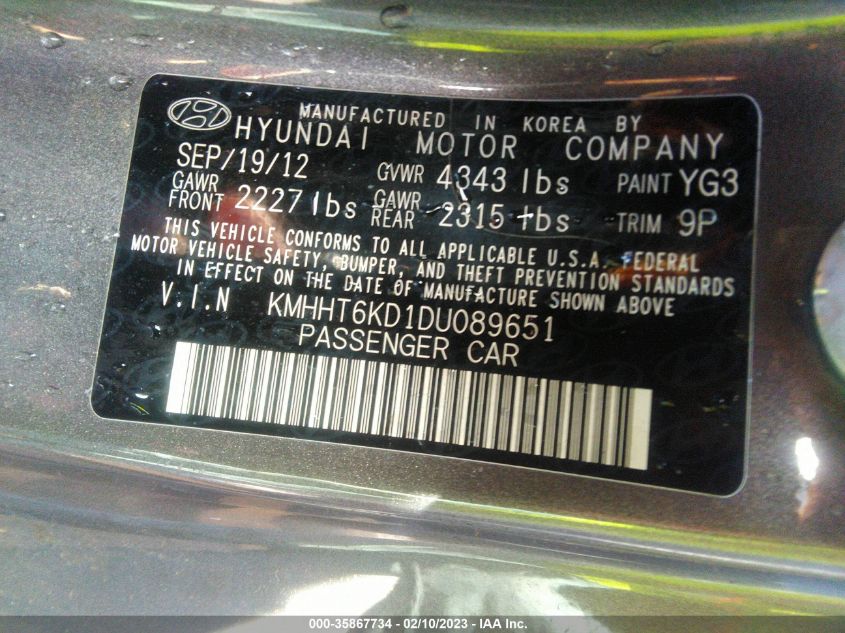 MANUFACTURED IN KOREA BY
HYUNDAI MOTOR COMPANY
SEP/19/12 GVWR 4343 lbs PAINT YG3
GAWR FRONT 2227 lbs GAWR REAR 2315 lbs TRIM 9P
THIS VEHICLE CONFORMS TO ALL APPLICABLE U.S.A. FEDERAL
MOTOR VEHICLE SAFETY, BUMPER, AND THEFT PREVENTION STANDARDS
IN EFFECT ON THE DATE OF MANUFACTURE SHOWN ABOVE
V.I.N KMHHT6KD1DU089651
PASSENGER CAR
000-35867734 - 02/10/2023 - IAA Inc.